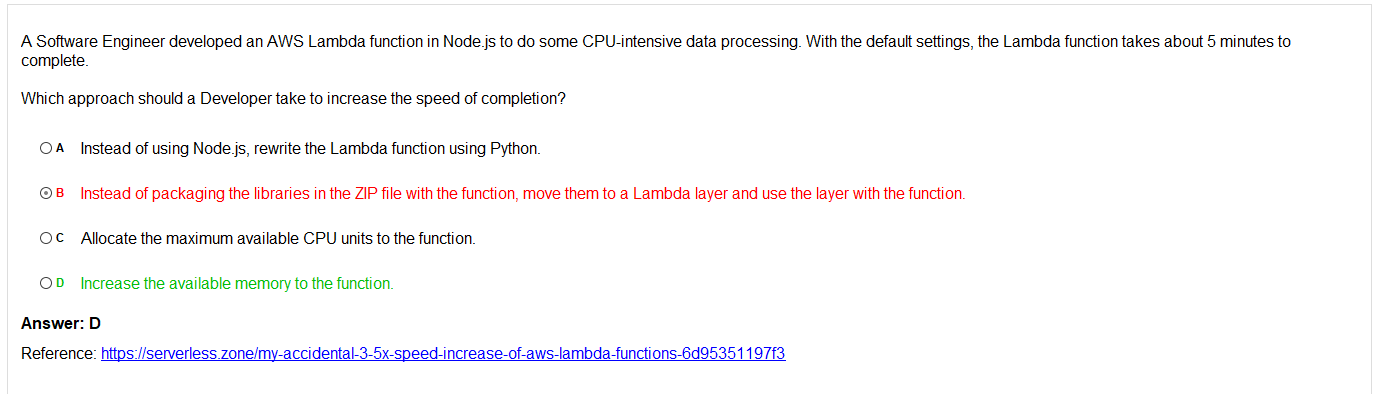 A Software Engineer developed an AWS Lambda function in Node.js to do some CPU-intensive data processing. With the default settings, the Lambda function takes about 5 minutes to
complete.
Which approach should a Developer take to increase the speed of completion?
A Instead of using Node.js, rewrite the Lambda function using Python.
B Instead of packaging the libraries in the ZIP file with the function, move them to a Lambda layer and use the layer with the function.
C Allocate the maximum available CPU units to the function.
D Increase the available memory to the function.
Answer: D
Reference: https://serverless.zone/my-accidental-3-5x-speed-increase-of-aws-lambda-functions-6d95351197f3